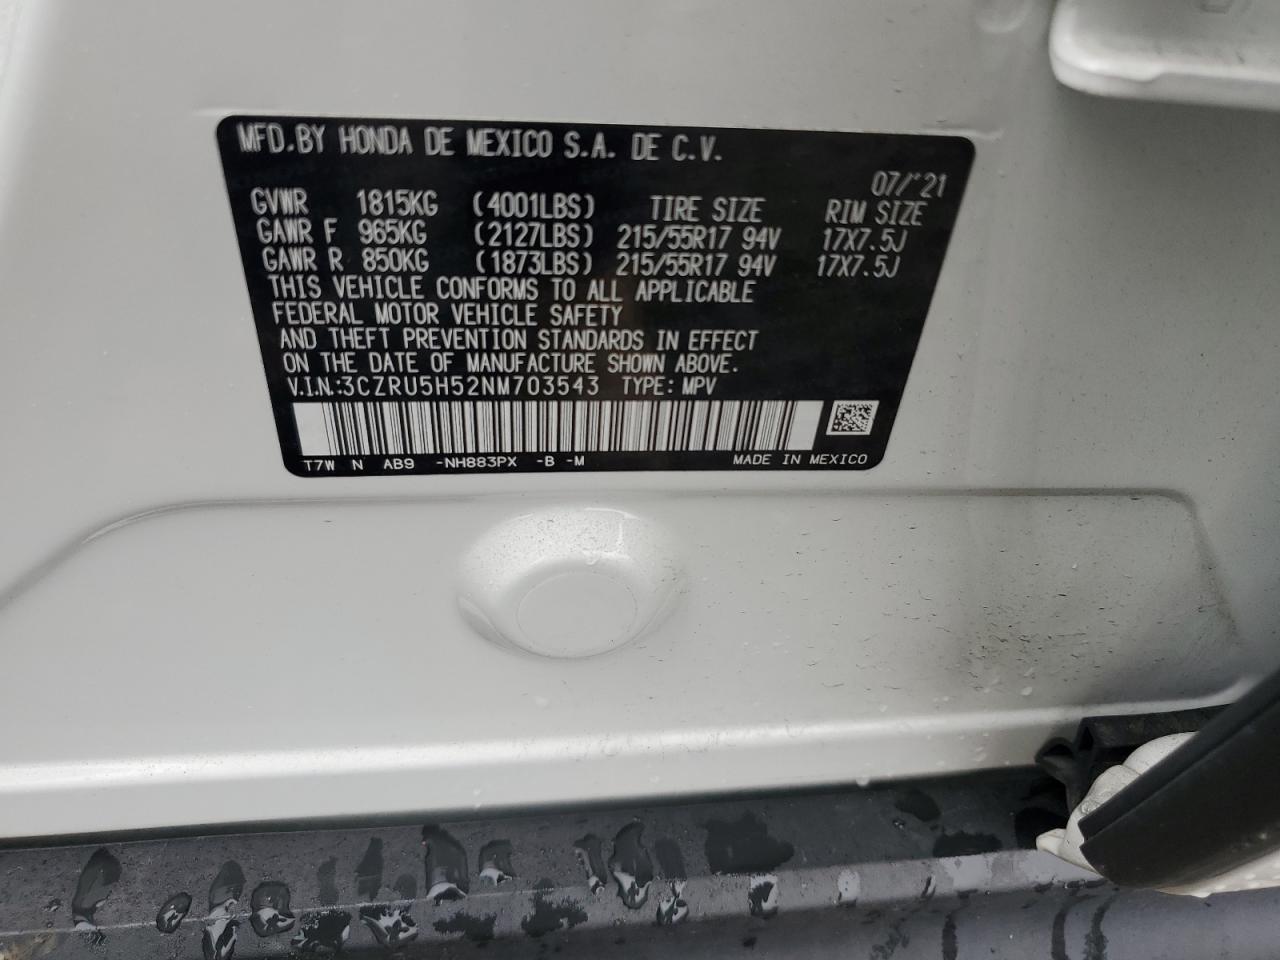 MFD.BY HONDA DE MEXICO S.A. DE C.V.
07/'21
GVWR 1815KG (4001LBS) TIRE SIZE RIM SIZE
GAWR F 965KG (2127LBS) 215/55R17 94V 17X7.5J
GAWR R 850KG (1873LBS) 215/55R17 94V 17X7.5J
THIS VEHICLE CONFORMS TO ALL APPLICABLE
FEDERAL MOTOR VEHICLE SAFETY
AND THEFT PREVENTION STANDARDS IN EFFECT
ON THE DATE OF MANUFACTURE SHOWN ABOVE.
V.I.N.:3CZRU5H52NM703543 TYPE: MPV
T7W N AB9 -NH883PX -B -M MADE IN MEXICO